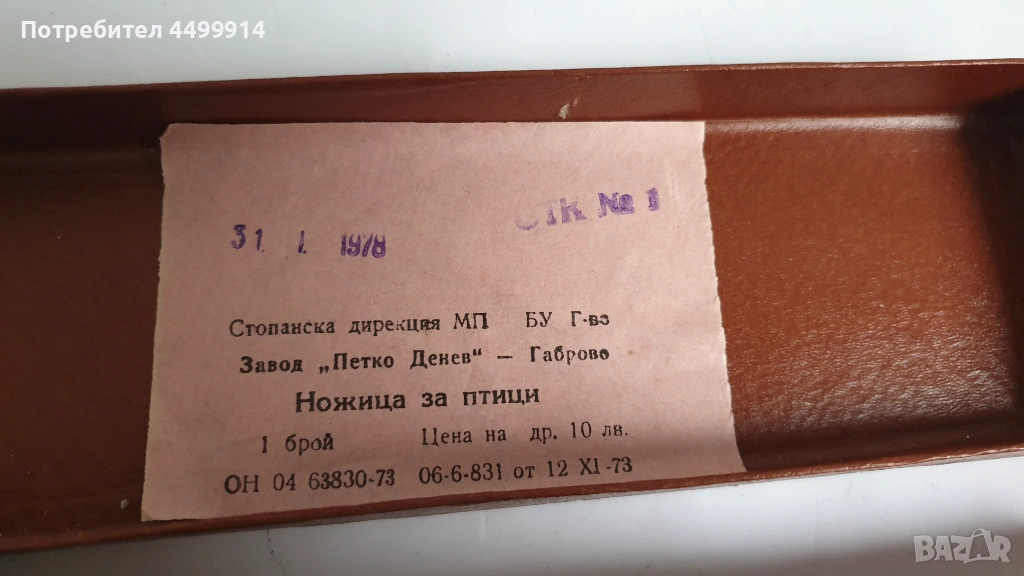 Потребител 4499914
31. I. 1978
ОТК № 1
Стопанска дирекция МП БУ Г-во
Завод „Петко Денев“ — Габрово
Ножица за птици
1 брой Цена на др. 10 лв.
ОН 04 63830-73 06-6-831 от 12 XI-73
BAZAR